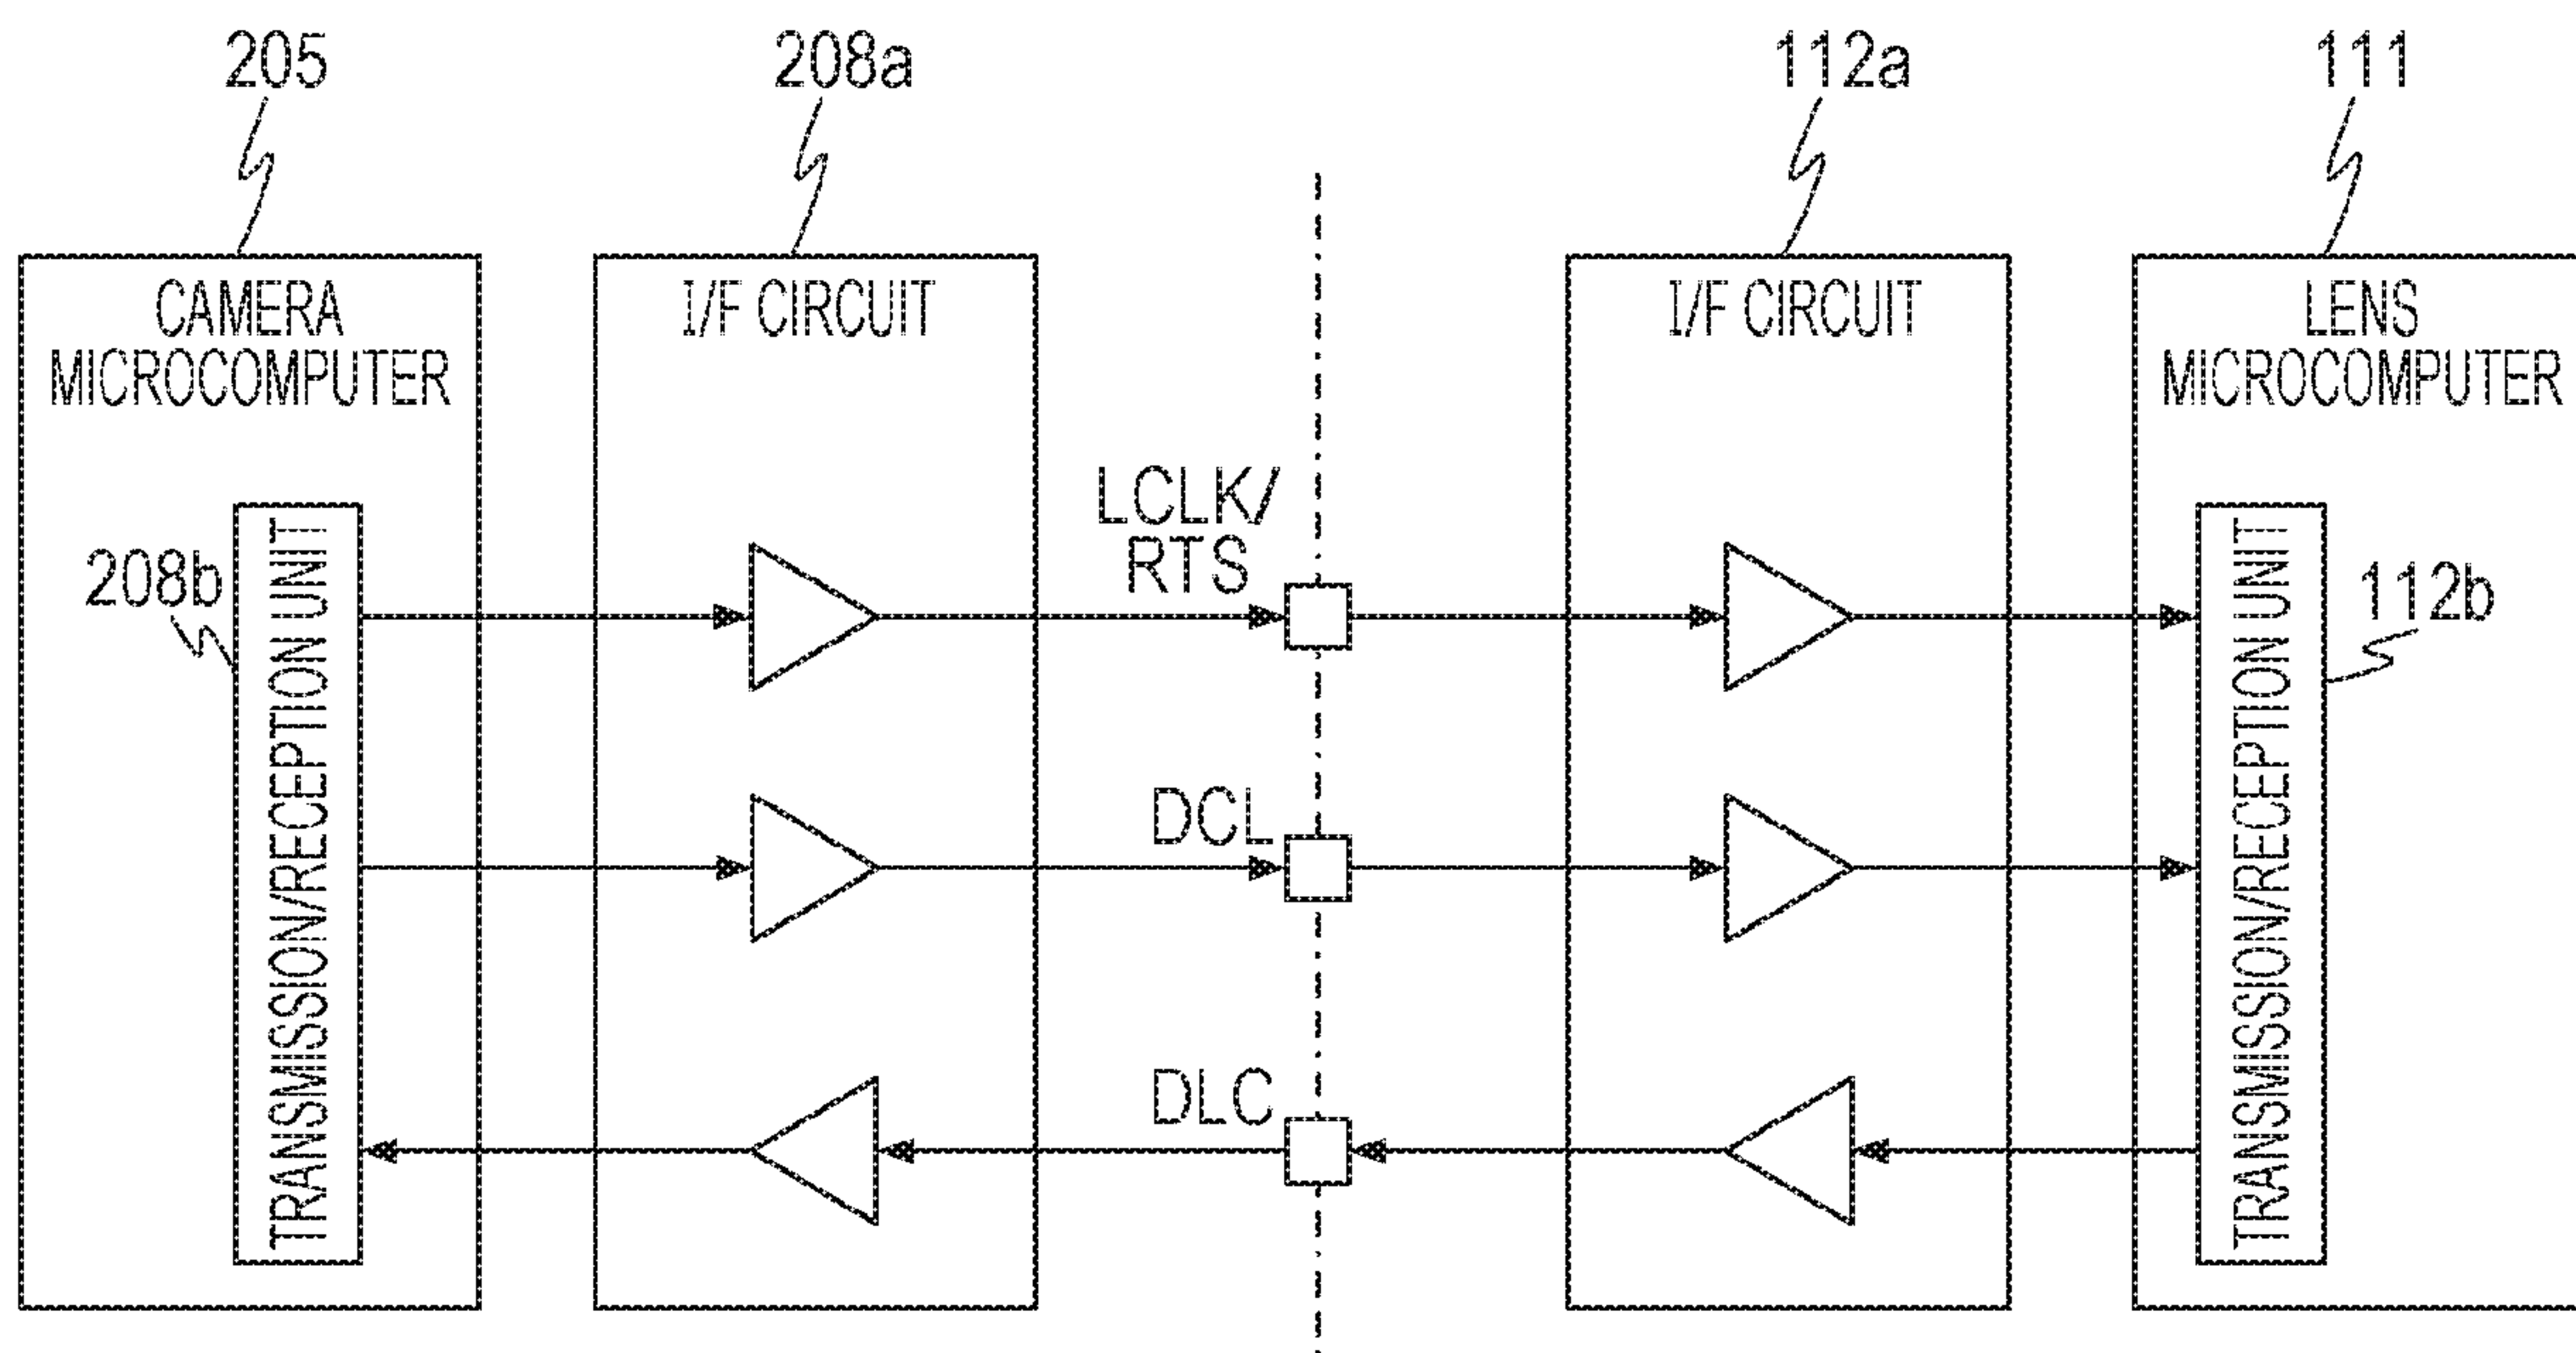 205
208a
112a
111
CAMERA
MICROCOMPUTER
I/F CIRCUIT
I/F CIRCUIT
LENS
MICROCOMPUTER
LCLK/
RTS
208b
TRANSMISSION/RECEPTION UNIT
TRANSMISSION/RECEPTION UNIT
112b
DCL
DLC